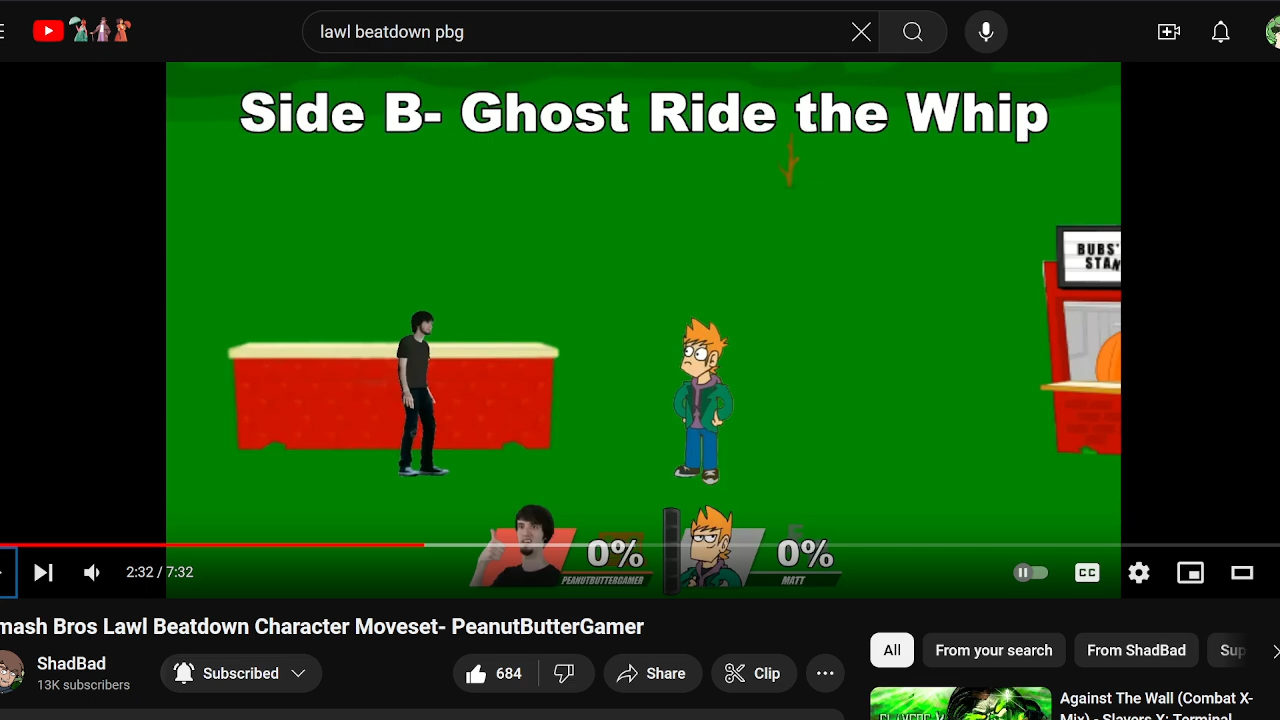 lawl beatdown pbg
Side B- Ghost Ride the Whip
BUBS'
STAN
0%
PEANUTBUTTERGAMER
0%
MATT
2:32 / 7:32
CC
mash Bros Lawl Beatdown Character Moveset- PeanutButterGamer
ShadBad
13K subscribers
Subscribed
684
Share
Clip
All
From your search
From ShadBad
Sup
Against The Wall (Combat X-
Mix) - Slayers X: Terminal